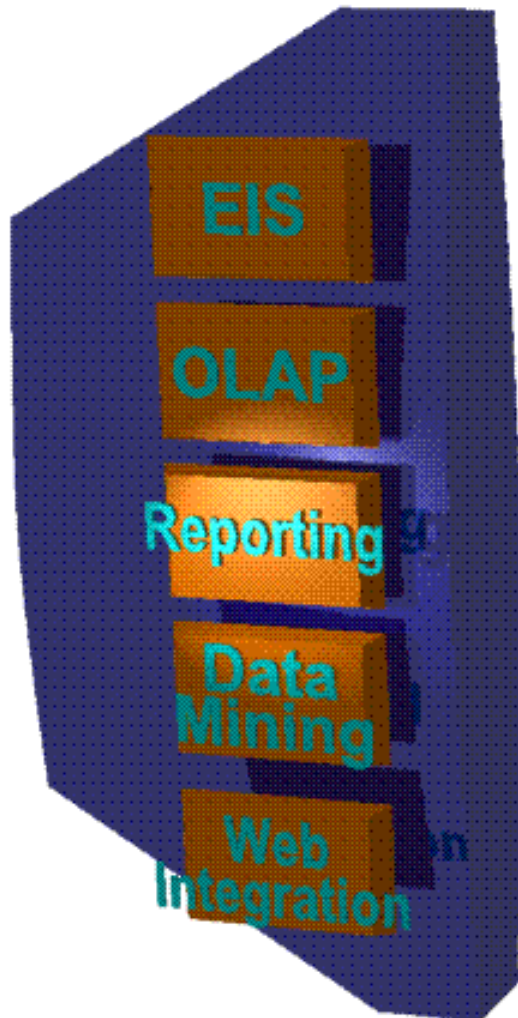 EIS
OLAP
Reporting
Data
Mining
Web
Integration